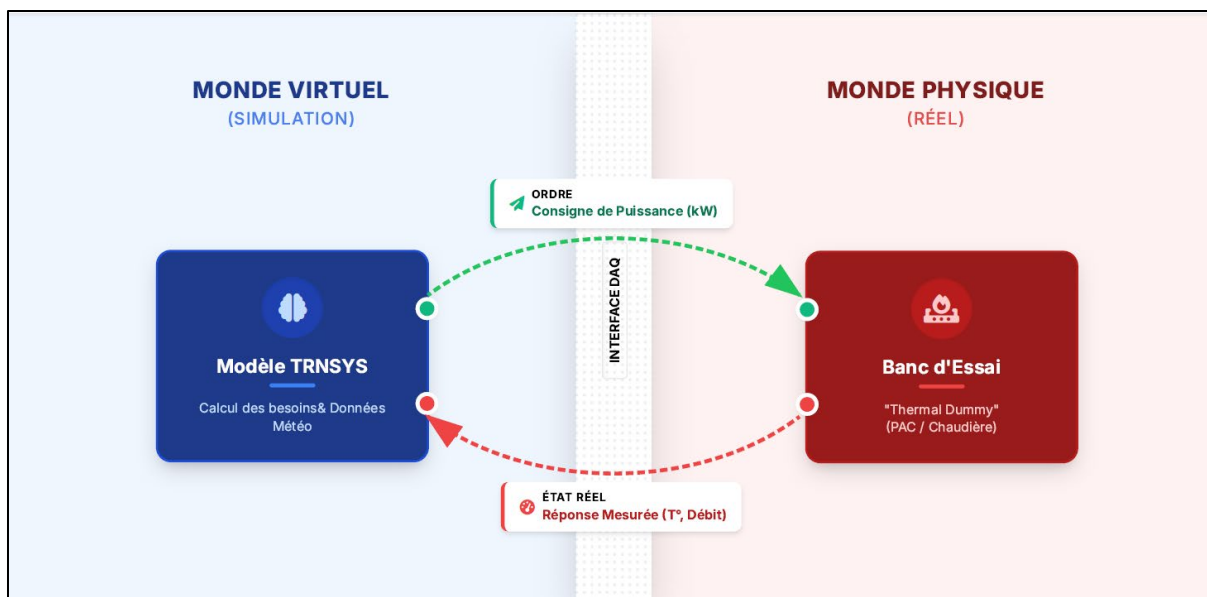 MONDE VIRTUEL
(SIMULATION)
MONDE PHYSIQUE
(RÉEL)
ORDRE
Consigne de Puissance (kW)
INTERFACE DAQ
Modèle TRNSYS
Calcul des besoins& Données
Météo
Banc d'Essai
"Thermal Dummy"
(PAC / Chaudière)
ÉTAT RÉEL
Réponse Mesurée (T°, Débit)